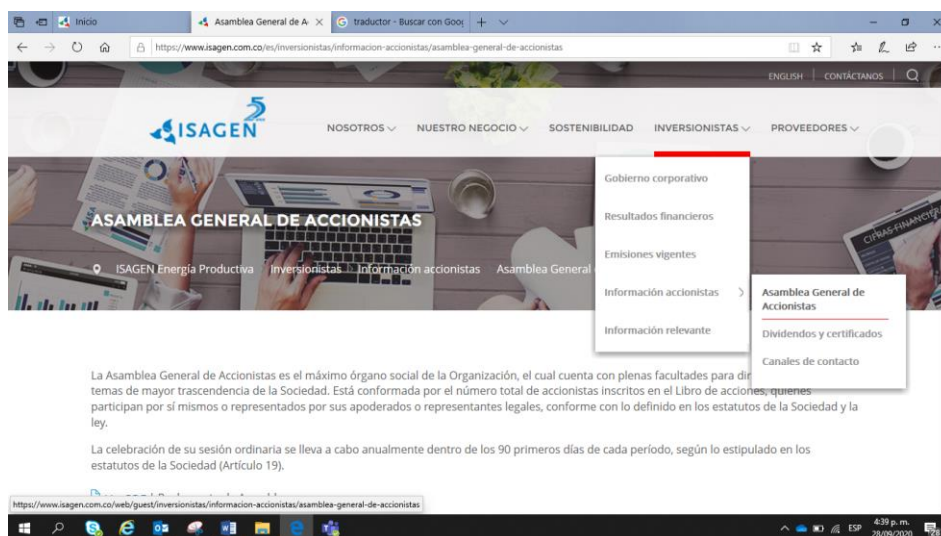 Inicio
Asamblea General de A
traductor - Buscar con Goo
https://www.isagen.com.co/es/inversionistas/informacion-accionistas/asamblea-general-de-accionistas
ENGLISH | CONTÁCTANOS
ISAGEN
NOSOTROS NUESTRO NEGOCIO SOSTENIBILIDAD INVERSIONISTAS PROVEEDORES
Gobierno corporativo
ASAMBLEA GENERAL DE ACCIONISTAS
Resultados financieros
CIFRAS FINANCIE
Emisiones vigentes
ISAGEN Energía Productiva Inversionistas Información accionistas Asamblea General
Información accionistas
Asamblea General de
Accionistas
Información relevante
Dividendos y certificados
Canales de contacto
La Asamblea General de Accionistas es el máximo órgano social de la Organización, el cual cuenta con plenas facultades para
temas de mayor trascendencia de la Sociedad. Está conformada por el número total de accionistas inscritos en el Libro de acciones, quienes
participan por sí mismos o representados por sus apoderados o representantes legales, conforme con lo definido en los estatutos de la Sociedad y la
ley.
La celebración de su sesión ordinaria se lleva a cabo anualmente dentro de los 90 primeros días de cada período, según lo estipulado en los
estatutos de la Sociedad (Artículo 19).
https://www.isagen.com.co/web/guest/inversionistas/informacion-accionistas/asamblea-general-de-accionistas
ESP
4:39 p. m.
28/09/2020